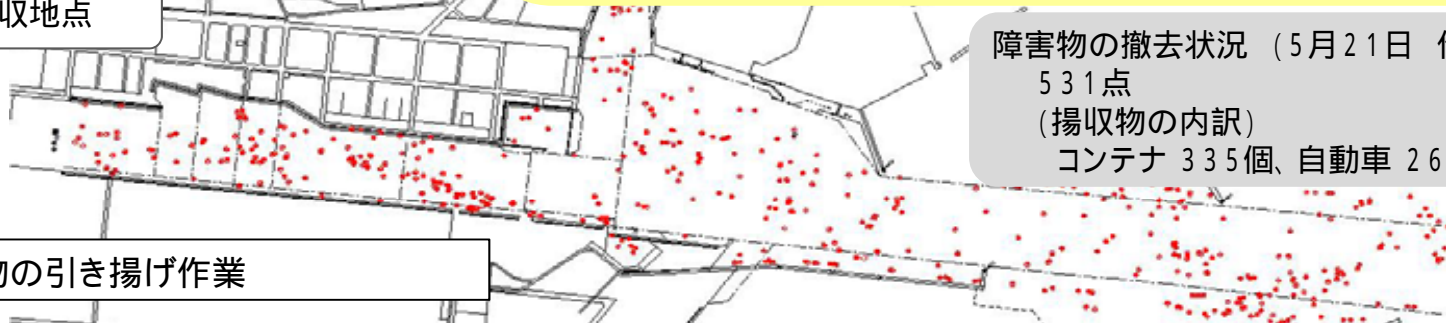 収地点
障害物の撤去状況 (5月21日
531点
(揚収物の内訳)
コンテナ 335個、自動車 26
の引き揚げ作業